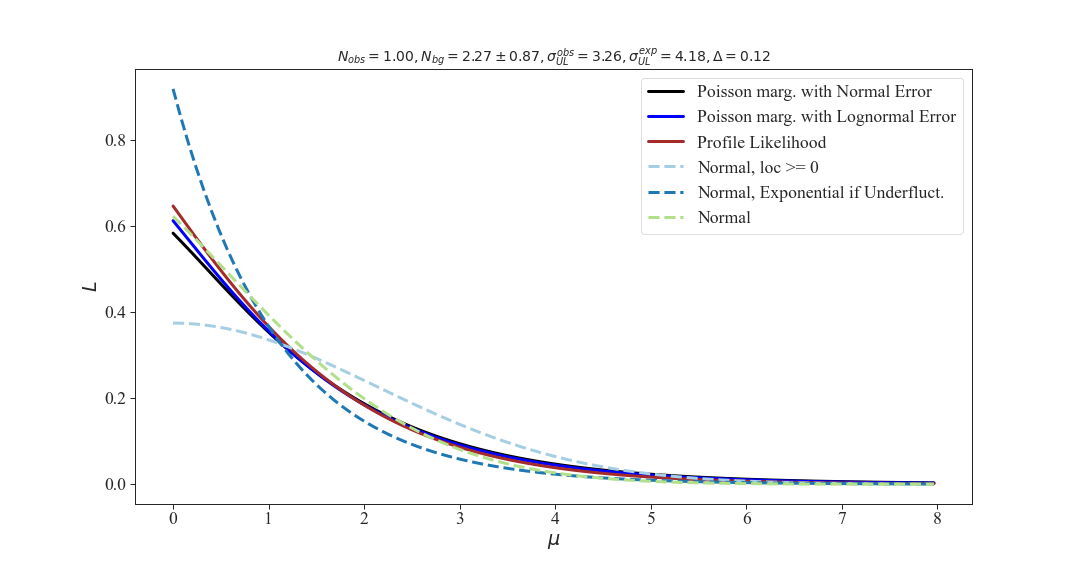 N_obs = 1.00, N_bg = 2.27 ± 0.87, σ_UL^obs = 3.26, σ_UL^exp = 4.18, Δ = 0.12
Poisson marg. with Normal Error
Poisson marg. with Lognormal Error
Profile Likelihood
Normal, loc >= 0
Normal, Exponential if Underfluct.
Normal
L
0.8
0.6
0.4
0.2
0.0
0 1 2 3 4 5 6 7 8
μ